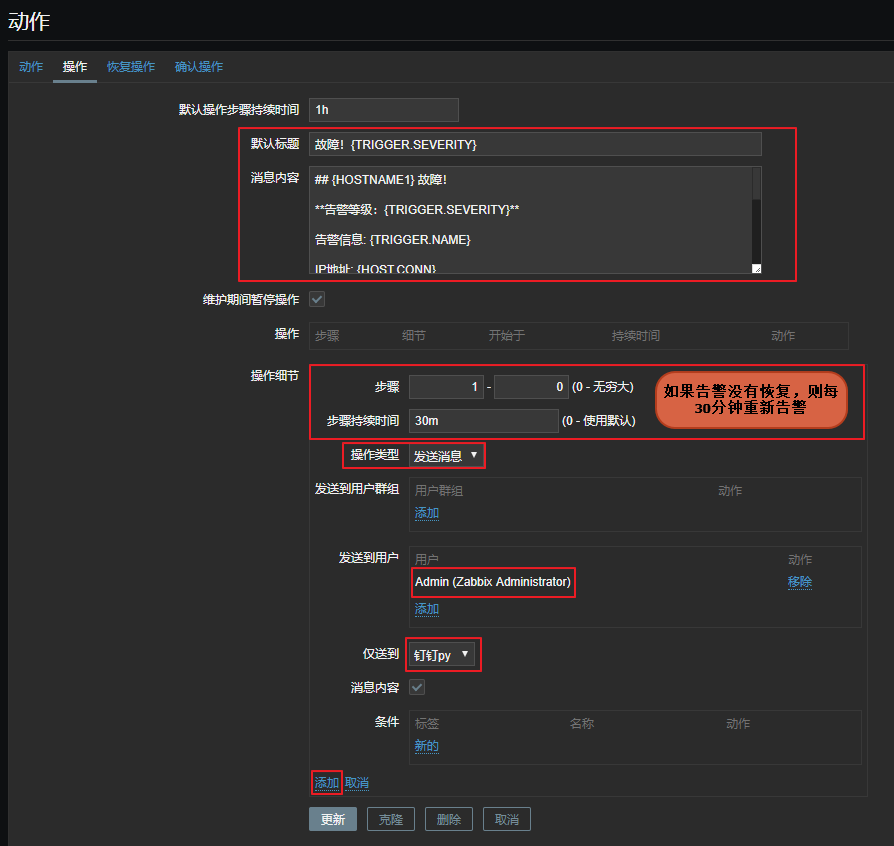 动作
动作 操作 恢复操作 确认操作
默认操作步骤持续时间 1h
默认标题 故障！{TRIGGER.SEVERITY}
消息内容 ## {HOSTNAME1} 故障!
**告警等级：{TRIGGER.SEVERITY}**
告警信息: {TRIGGER.NAME}
IP地址: {HOST.CONN}
维护期间暂停操作
操作 步骤 细节 开始于 持续时间 动作
操作细节
步骤 1 - 0 (0 - 无穷大)
如果告警没有恢复，则每
30分钟重新告警
步骤持续时间 30m (0 - 使用默认)
操作类型 发送消息
发送到用户群组 用户群组 动作
添加
发送到用户 用户 动作
Admin (Zabbix Administrator) 移除
添加
仅送到 钉钉py
消息内容
条件 标签 名称 动作
新的
添加 取消
更新 克隆 删除 取消